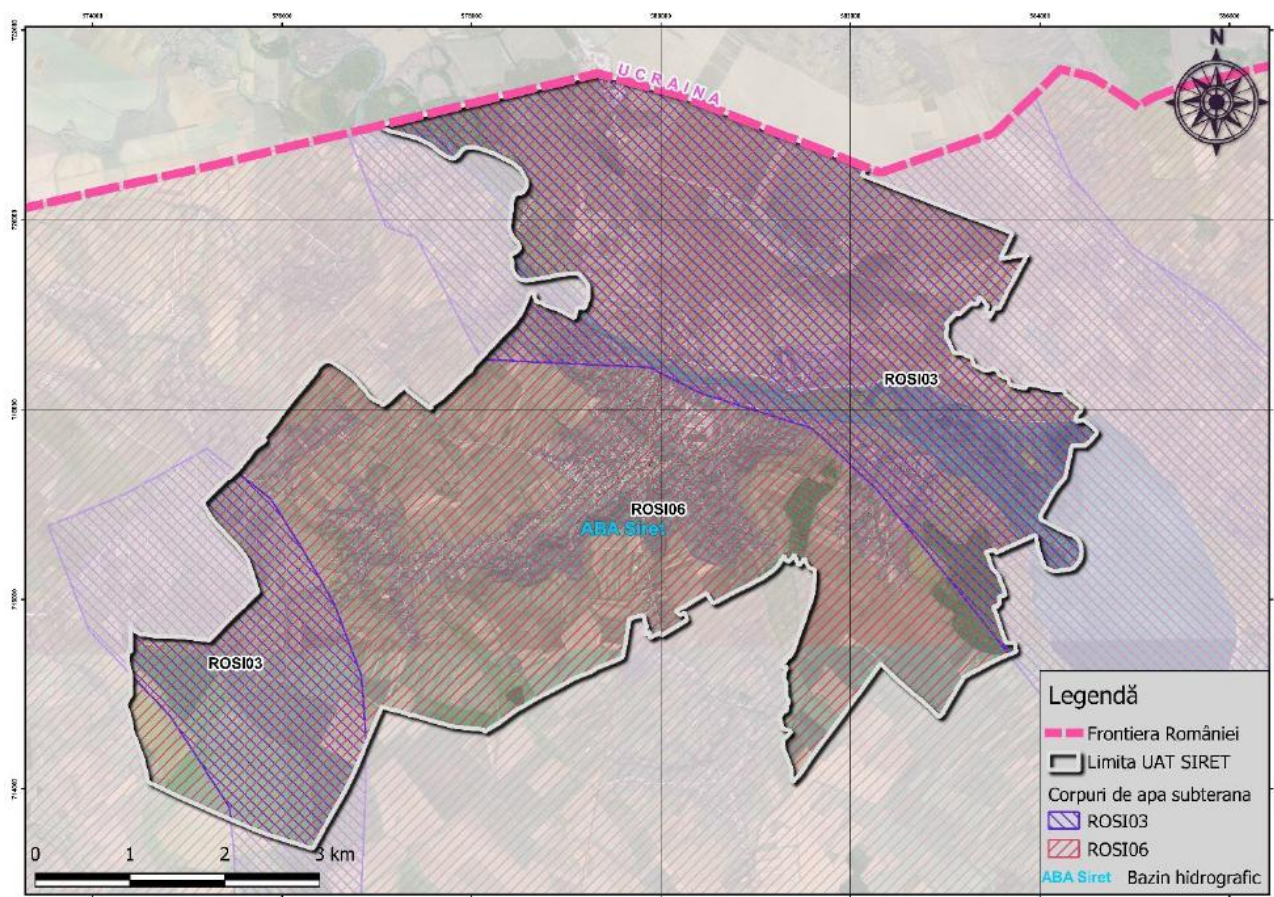 N
UCRAINA
ROSI03
ROSI06
ABA Siret
ROSI03
Legendă
Frontiera României
Limita UAT SIRET
Corpuri de apa subterana
ROSI03
ROSI06
ABA Siret Bazin hidrografic
0 1 2 3 km